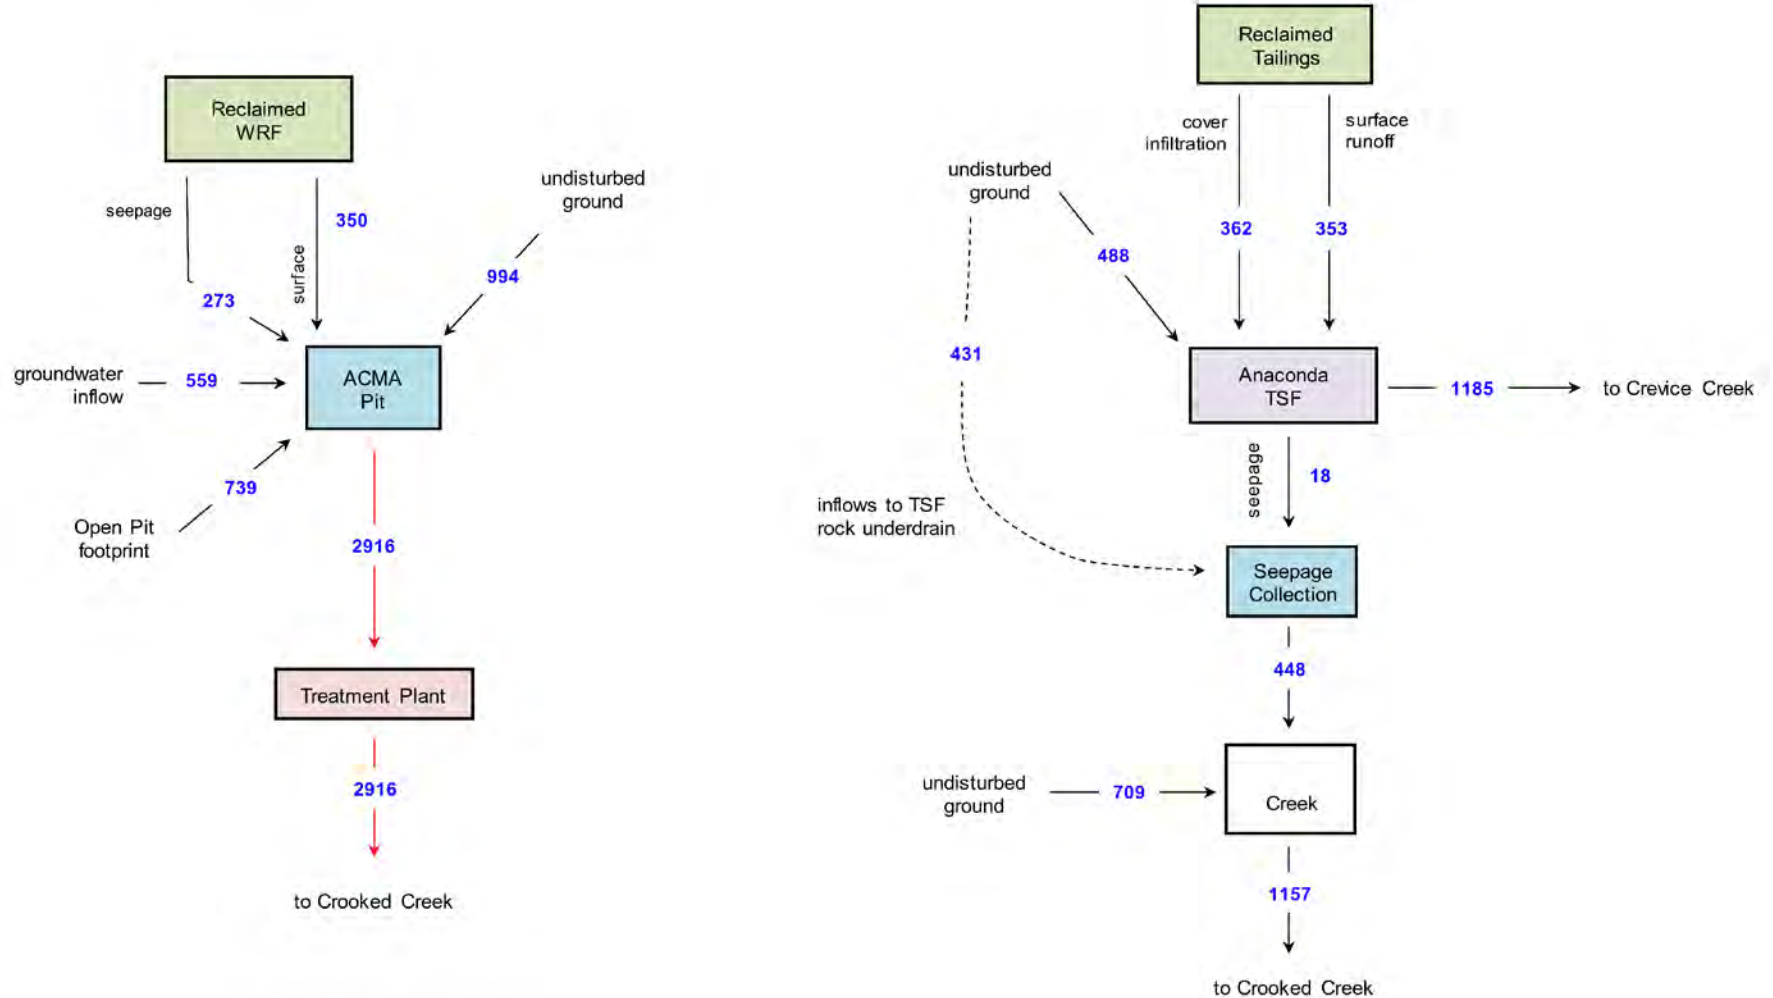 Reclaimed
WRF
seepage
350
surface
273
undisturbed
ground
994
groundwater
inflow
559
ACMA
Pit
739
Open Pit
footprint
2916
Treatment Plant
2916
to Crooked Creek
Reclaimed
Tailings
cover
infiltration
surface
runoff
undisturbed
ground
362
353
488
431
Anaconda
TSF
1185
to Crevice Creek
seepage
18
inflows to TSF
rock underdrain
Seepage
Collection
448
undisturbed
ground
709
Creek
1157
to Crooked Creek